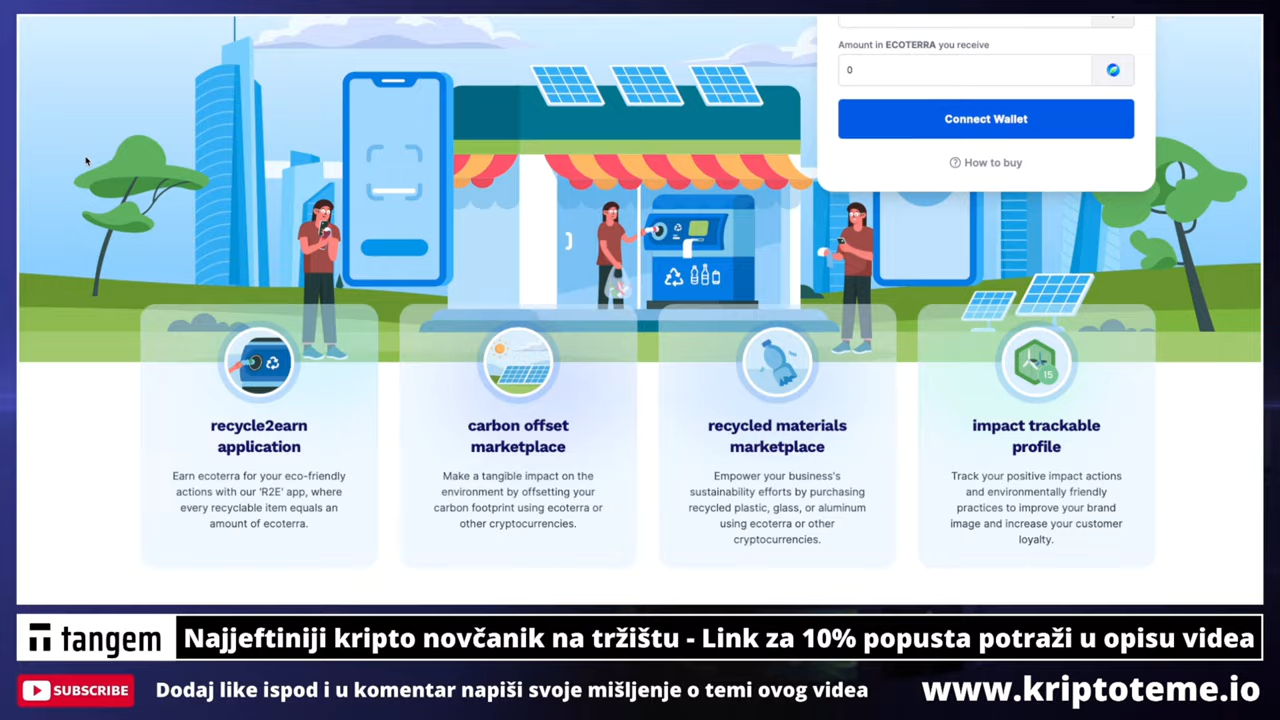 Amount in ECOTERRA you receive
0
Connect Wallet
How to buy
recycle2earn
application
Earn ecoterra for your eco-friendly
actions with our 'R2E' app, where
every recyclable item equals an
amount of ecoterra.
carbon offset
marketplace
Make a tangible impact on the
environment by offsetting your
carbon footprint using ecoterra or
other cryptocurrencies.
recycled materials
marketplace
Empower your business's
sustainability efforts by purchasing
recycled plastic, glass, or aluminum
using ecoterra or other
cryptocurrencies.
15
impact trackable
profile
Track your positive impact actions
and environmentally friendly
practices to improve your brand
image and increase your customer
loyalty.
tangem
Najjeftiniji kripto novčanik na tržištu - Link za 10% popusta potraži u opisu videa
SUBSCRIBE
Dodaj like ispod i u komentar napiši svoje mišljenje o temi ovog videa
www.kriptoteme.io